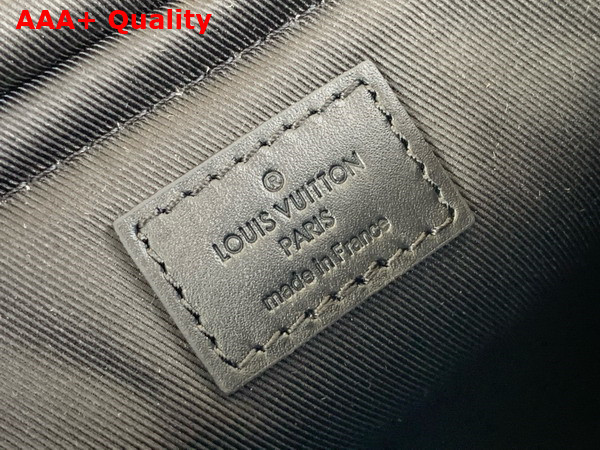 AAA+ Quality
®
LOUIS VUITTON
PARIS
made in France